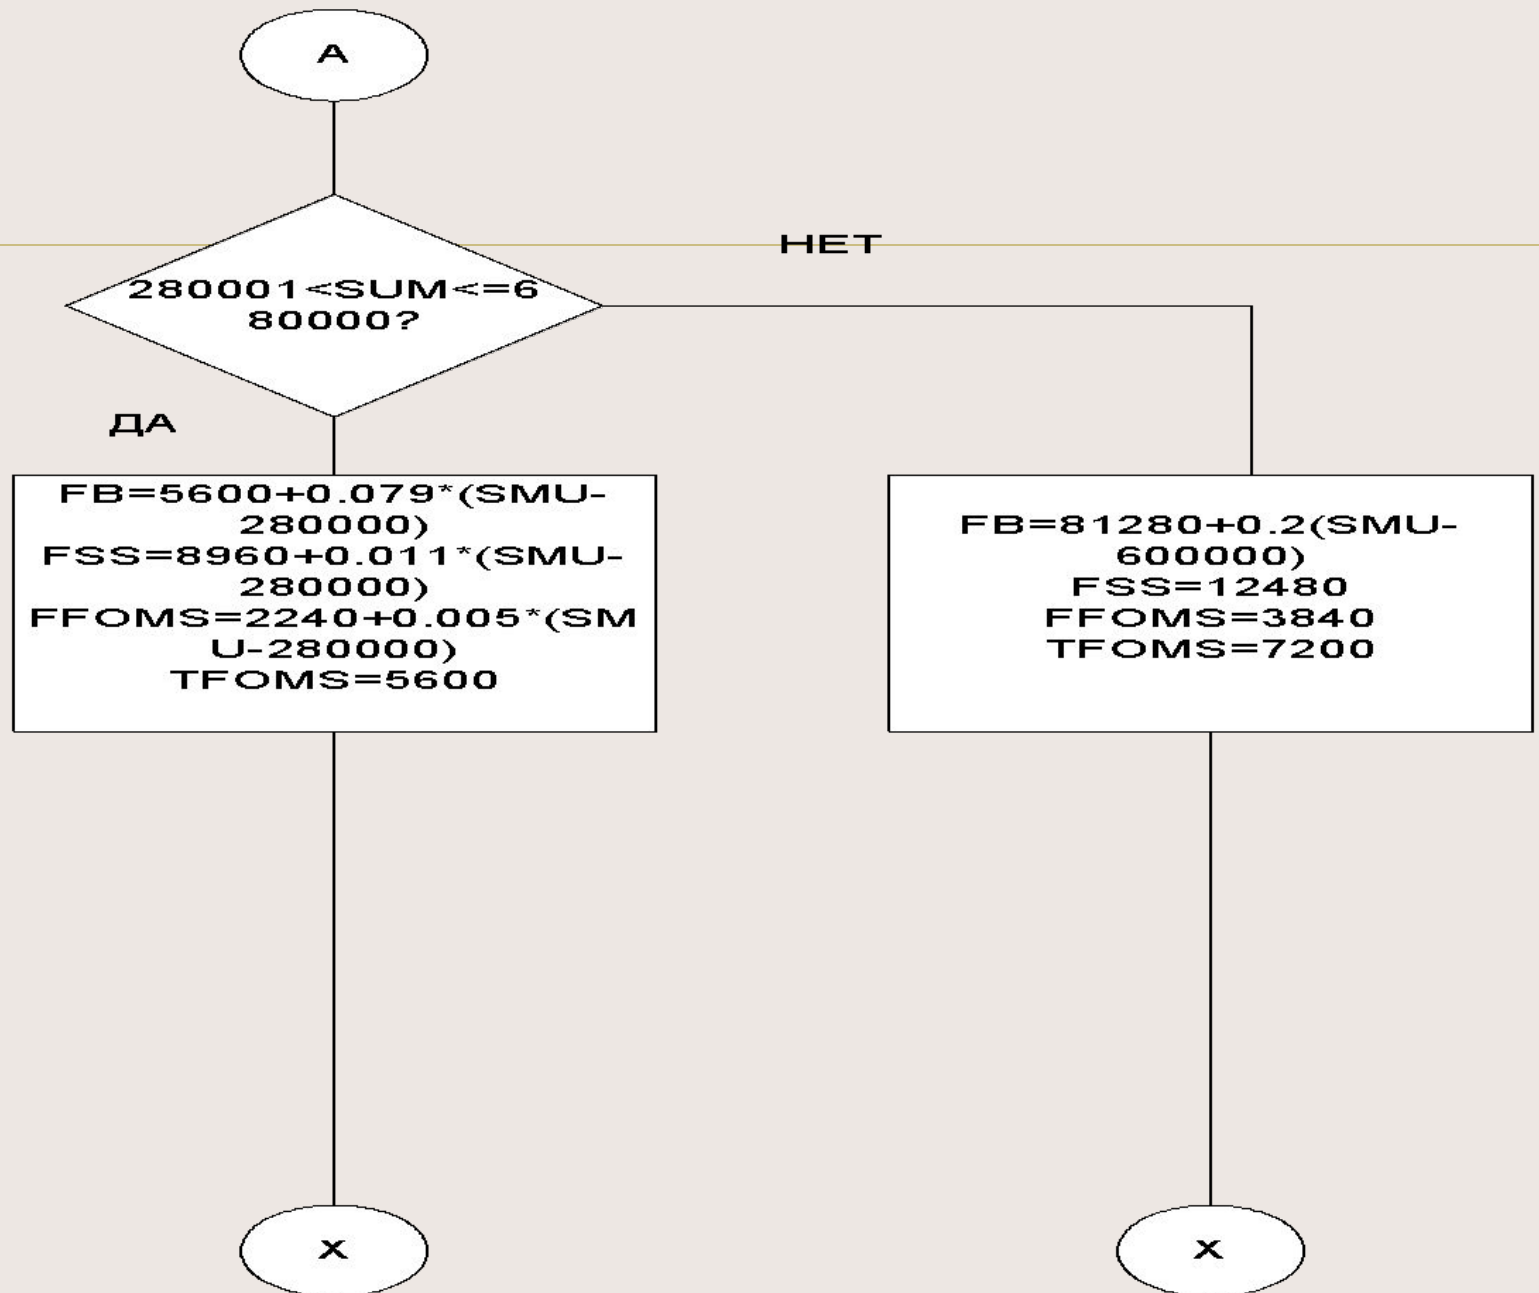 A
НЕТ
280001<SUM<=6
80000?
ДА
FB=5600+0.079*(SMU-
280000)
FSS=8960+0.011*(SMU-
280000)
FFOMS=2240+0.005*(SM
U-280000)
TFOMS=5600
FB=81280+0.2(SMU-
600000)
FSS=12480
FFOMS=3840
TFOMS=7200
X
X